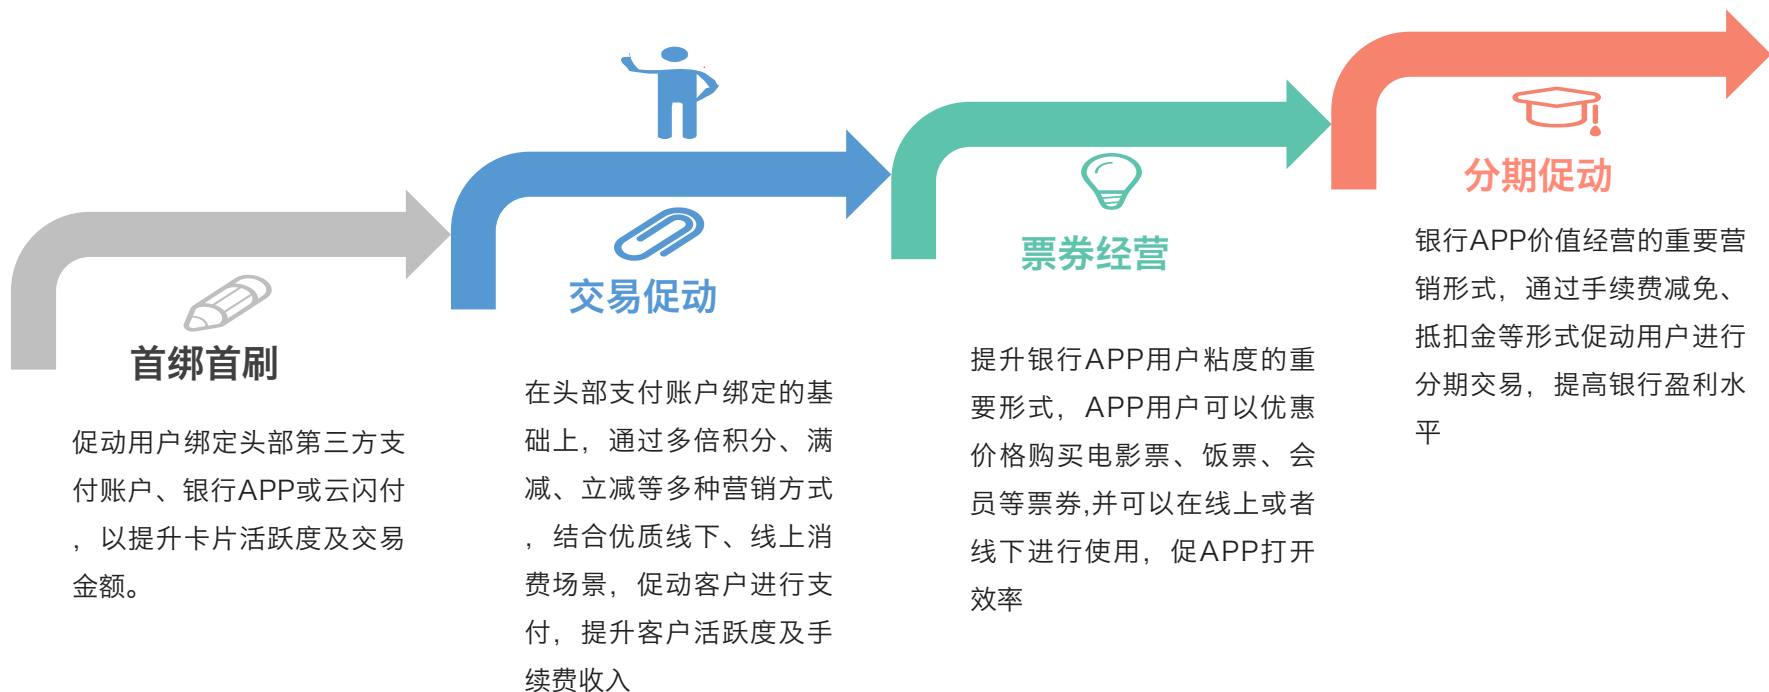 首绑首刷
促动用户绑定头部第三方支
付账户、银行APP或云闪付
，以提升卡片活跃度及交易
金额。
交易促动
在头部支付账户绑定的基
础上，通过多倍积分、满
减、立减等多种营销方式
，结合优质线下、线上消
费场景，促动客户进行支
付，提升客户活跃度及手
续费收入
票券经营
提升银行APP用户粘度的重
要形式，APP用户可以优惠
价格购买电影票、饭票、会
员等票券,并可以在线上或者
线下进行使用，促APP打开
效率
分期促动
银行APP价值经营的重要营
销形式，通过手续费减免、
抵扣金等形式促动用户进行
分期交易，提高银行盈利水
平